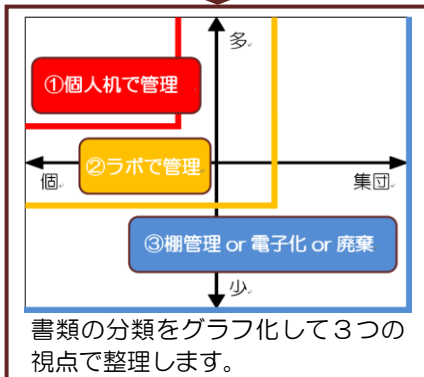 多
①個人机で管理
②ラボで管理
個
集団
③棚管理 or 電子化 or 廃棄
少
書類の分類をグラフ化して３つの
視点で整理します。